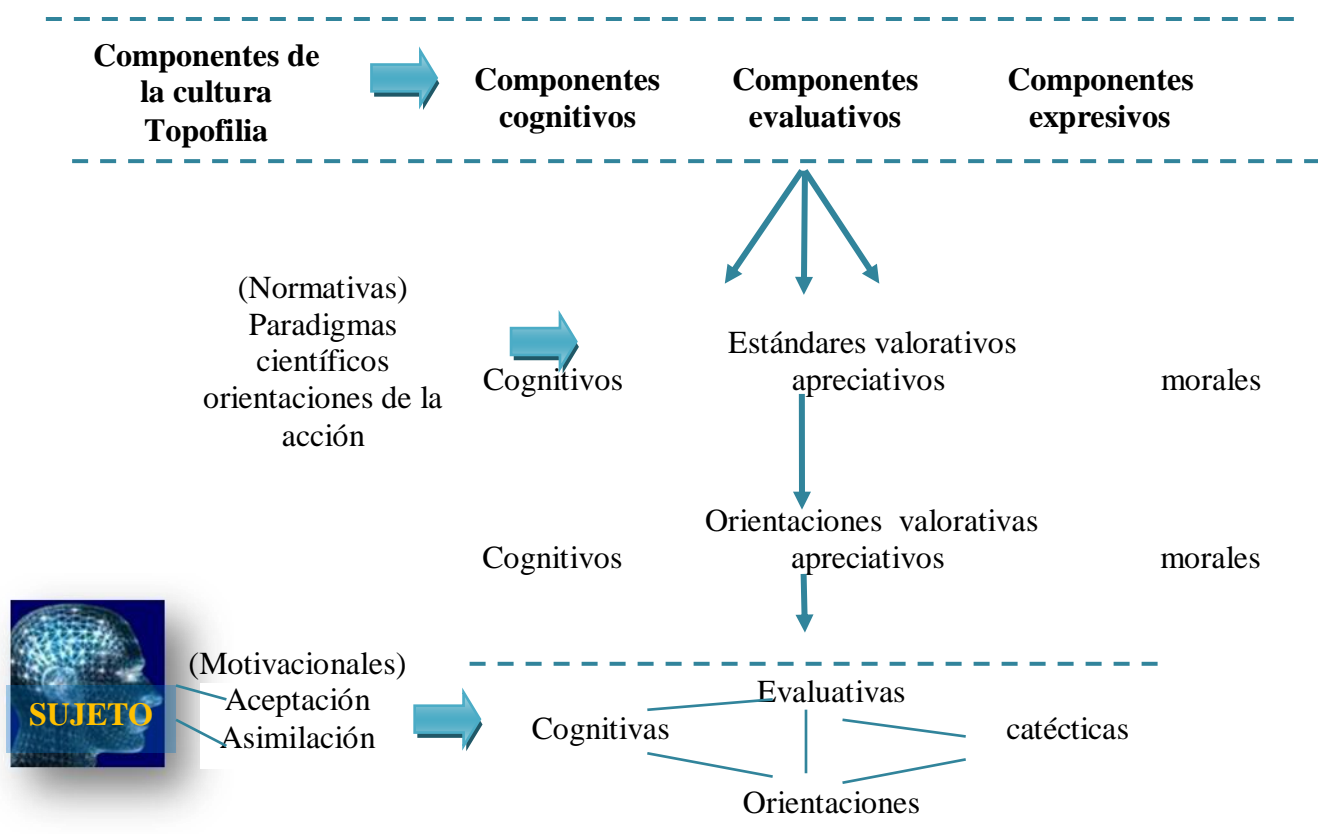 Componentes de
la cultura
Topofilia
Componentes
cognitivos
Componentes
evaluativos
Componentes
expresivos
(Normativas)
Paradigmas
científicos
orientaciones de la
acción
Estándares valorativos
Cognitivos apreciativos morales
Orientaciones valorativas
Cognitivos apreciativos morales
SUJETO
(Motivacionales)
Aceptación
Asimilación
Evaluativas
Cognitivas catécticas
Orientaciones